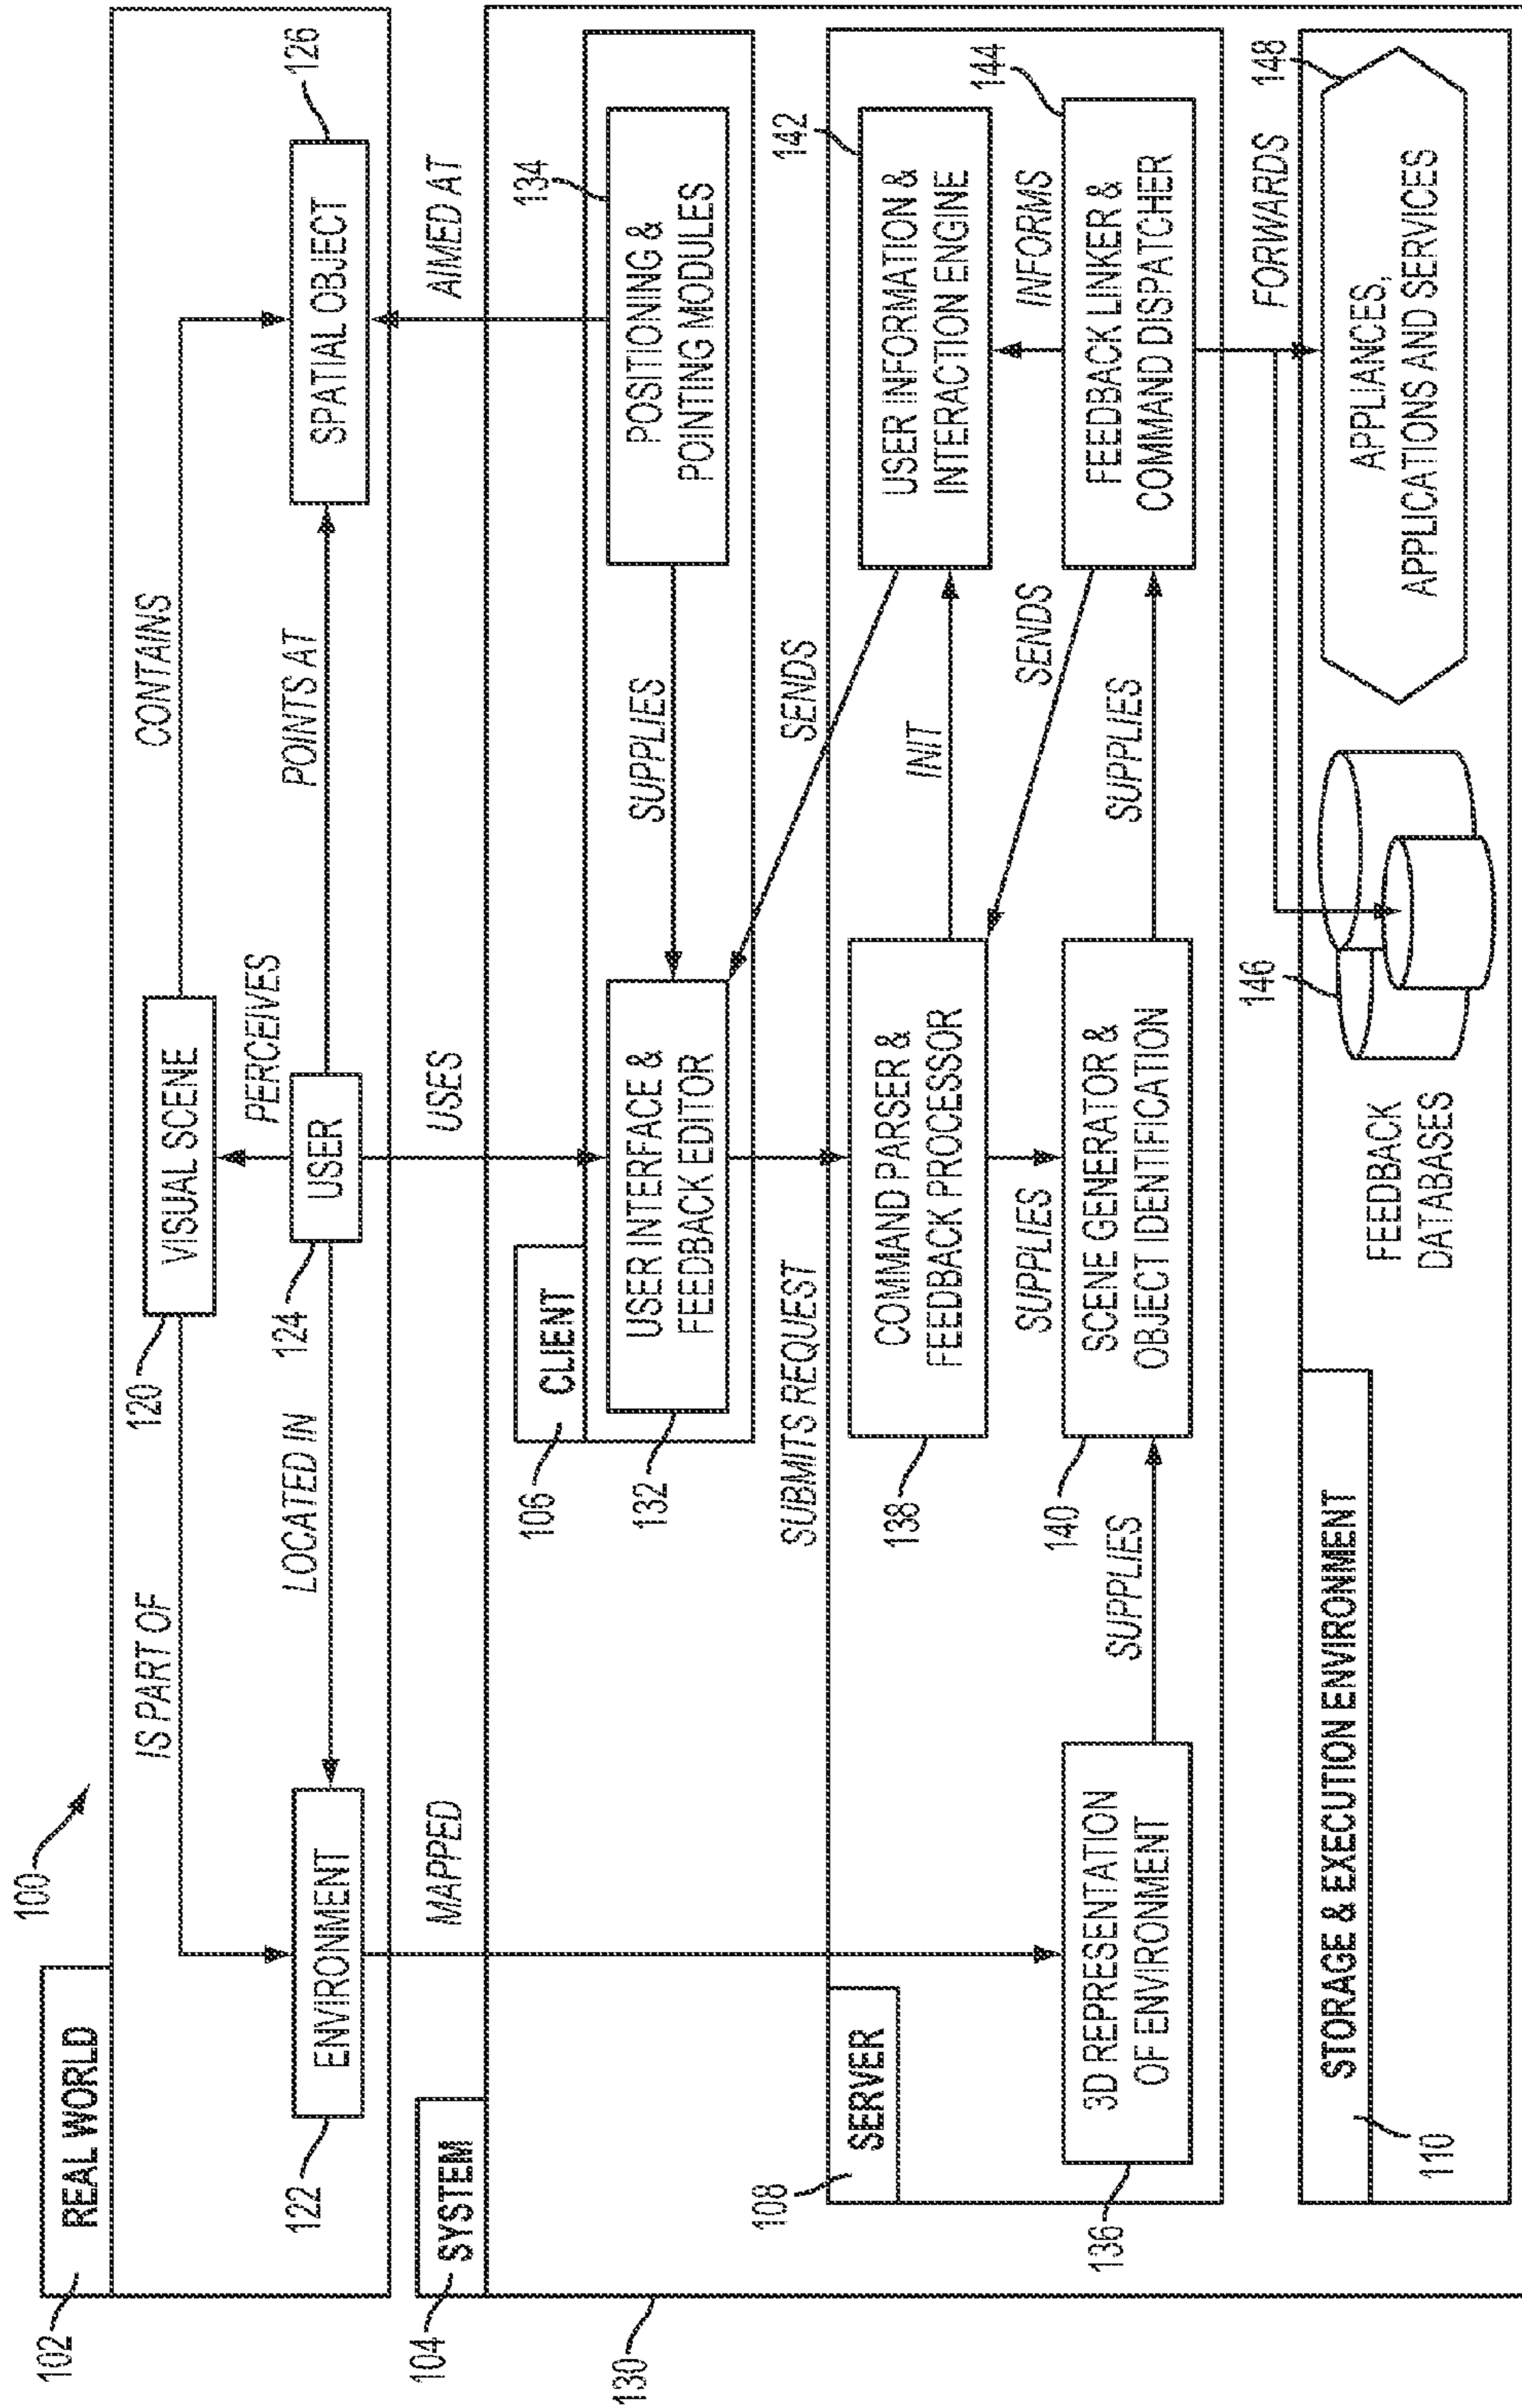 100
102
REAL WORLD
IS PART OF
120
VISUAL SCENE
CONTAINS
PERCEIVES
122
ENVIRONMENT
LOCATED IN
124
USER
POINTS AT
SPATIAL OBJECT
126
MAPPED
USES
AIMED AT
104
SYSTEM
130
106
CLIENT
132
USER INTERFACE &
FEEDBACK EDITOR
SUPPLIES
134
POSITIONING &
POINTING MODULES
SUBMITS REQUEST
SENDS
108
SERVER
138
COMMAND PARSER &
FEEDBACK PROCESSOR
INIT
142
USER INFORMATION &
INTERACTION ENGINE
SUPPLIES
SENDS
INFORMS
136
3D REPRESENTATION
OF ENVIRONMENT
SUPPLIES
140
SCENE GENERATOR &
OBJECT IDENTIFICATION
SUPPLIES
144
FEEDBACK LINKER &
COMMAND DISPATCHER
FORWARDS
110
STORAGE & EXECUTION ENVIRONMENT
FEEDBACK
DATABASES
146
148
APPLIANCES,
APPLICATIONS AND SERVICES